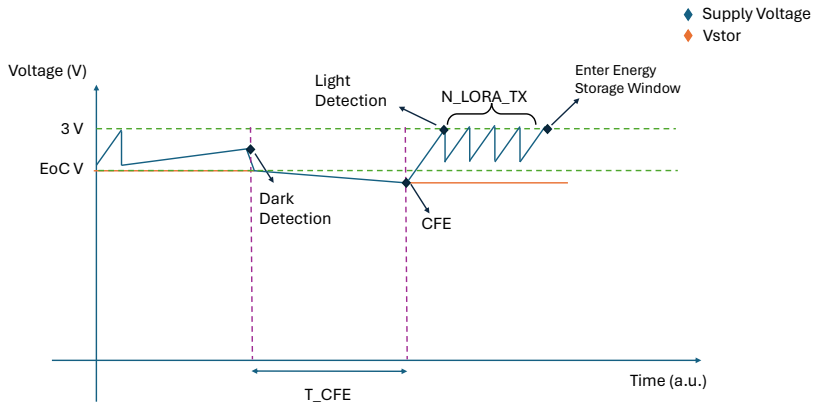 Supply Voltage
Vstor
Voltage (V)
3 V
EoC V
Light
Detection
N_LORA_TX
Enter Energy
Storage Window
Dark
Detection
CFE
T_CFE
Time (a.u.)